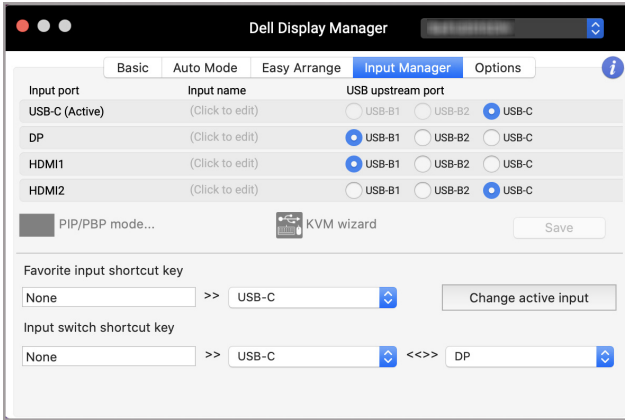 Dell Display Manager
Basic Auto Mode Easy Arrange Input Manager Options i
Input port Input name USB upstream port
USB-C (Active) (Click to edit) USB-B1 USB-B2 USB-C
DP (Click to edit) USB-B1 USB-B2 USB-C
HDMI1 (Click to edit) USB-B1 USB-B2 USB-C
HDMI2 (Click to edit) USB-B1 USB-B2 USB-C
PIP/PBP mode... KVM wizard Save
Favorite input shortcut key
None >> USB-C Change active input
Input switch shortcut key
None >> USB-C <<>> DP